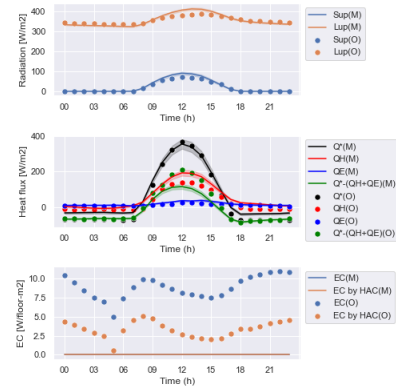 Radiation [W/m2]
400
300
200
100
0
00 03 06 09 12 15 18 21
Time (h)
Sup(M)
Lup(M)
Sup(O)
Lup(O)
Heat flux [W/m2]
400
200
0
00 03 06 09 12 15 18 21
Time (h)
Q*(M)
QH(M)
QE(M)
Q*-(QH+QE)(M)
Q*(O)
QH(O)
QE(O)
Q*-(QH+QE)(O)
EC [W/floor-m2]
10.0
7.5
5.0
2.5
0.0
00 03 06 09 12 15 18 21
Time (h)
EC(M)
EC by HAC(M)
EC(O)
EC by HAC(O)